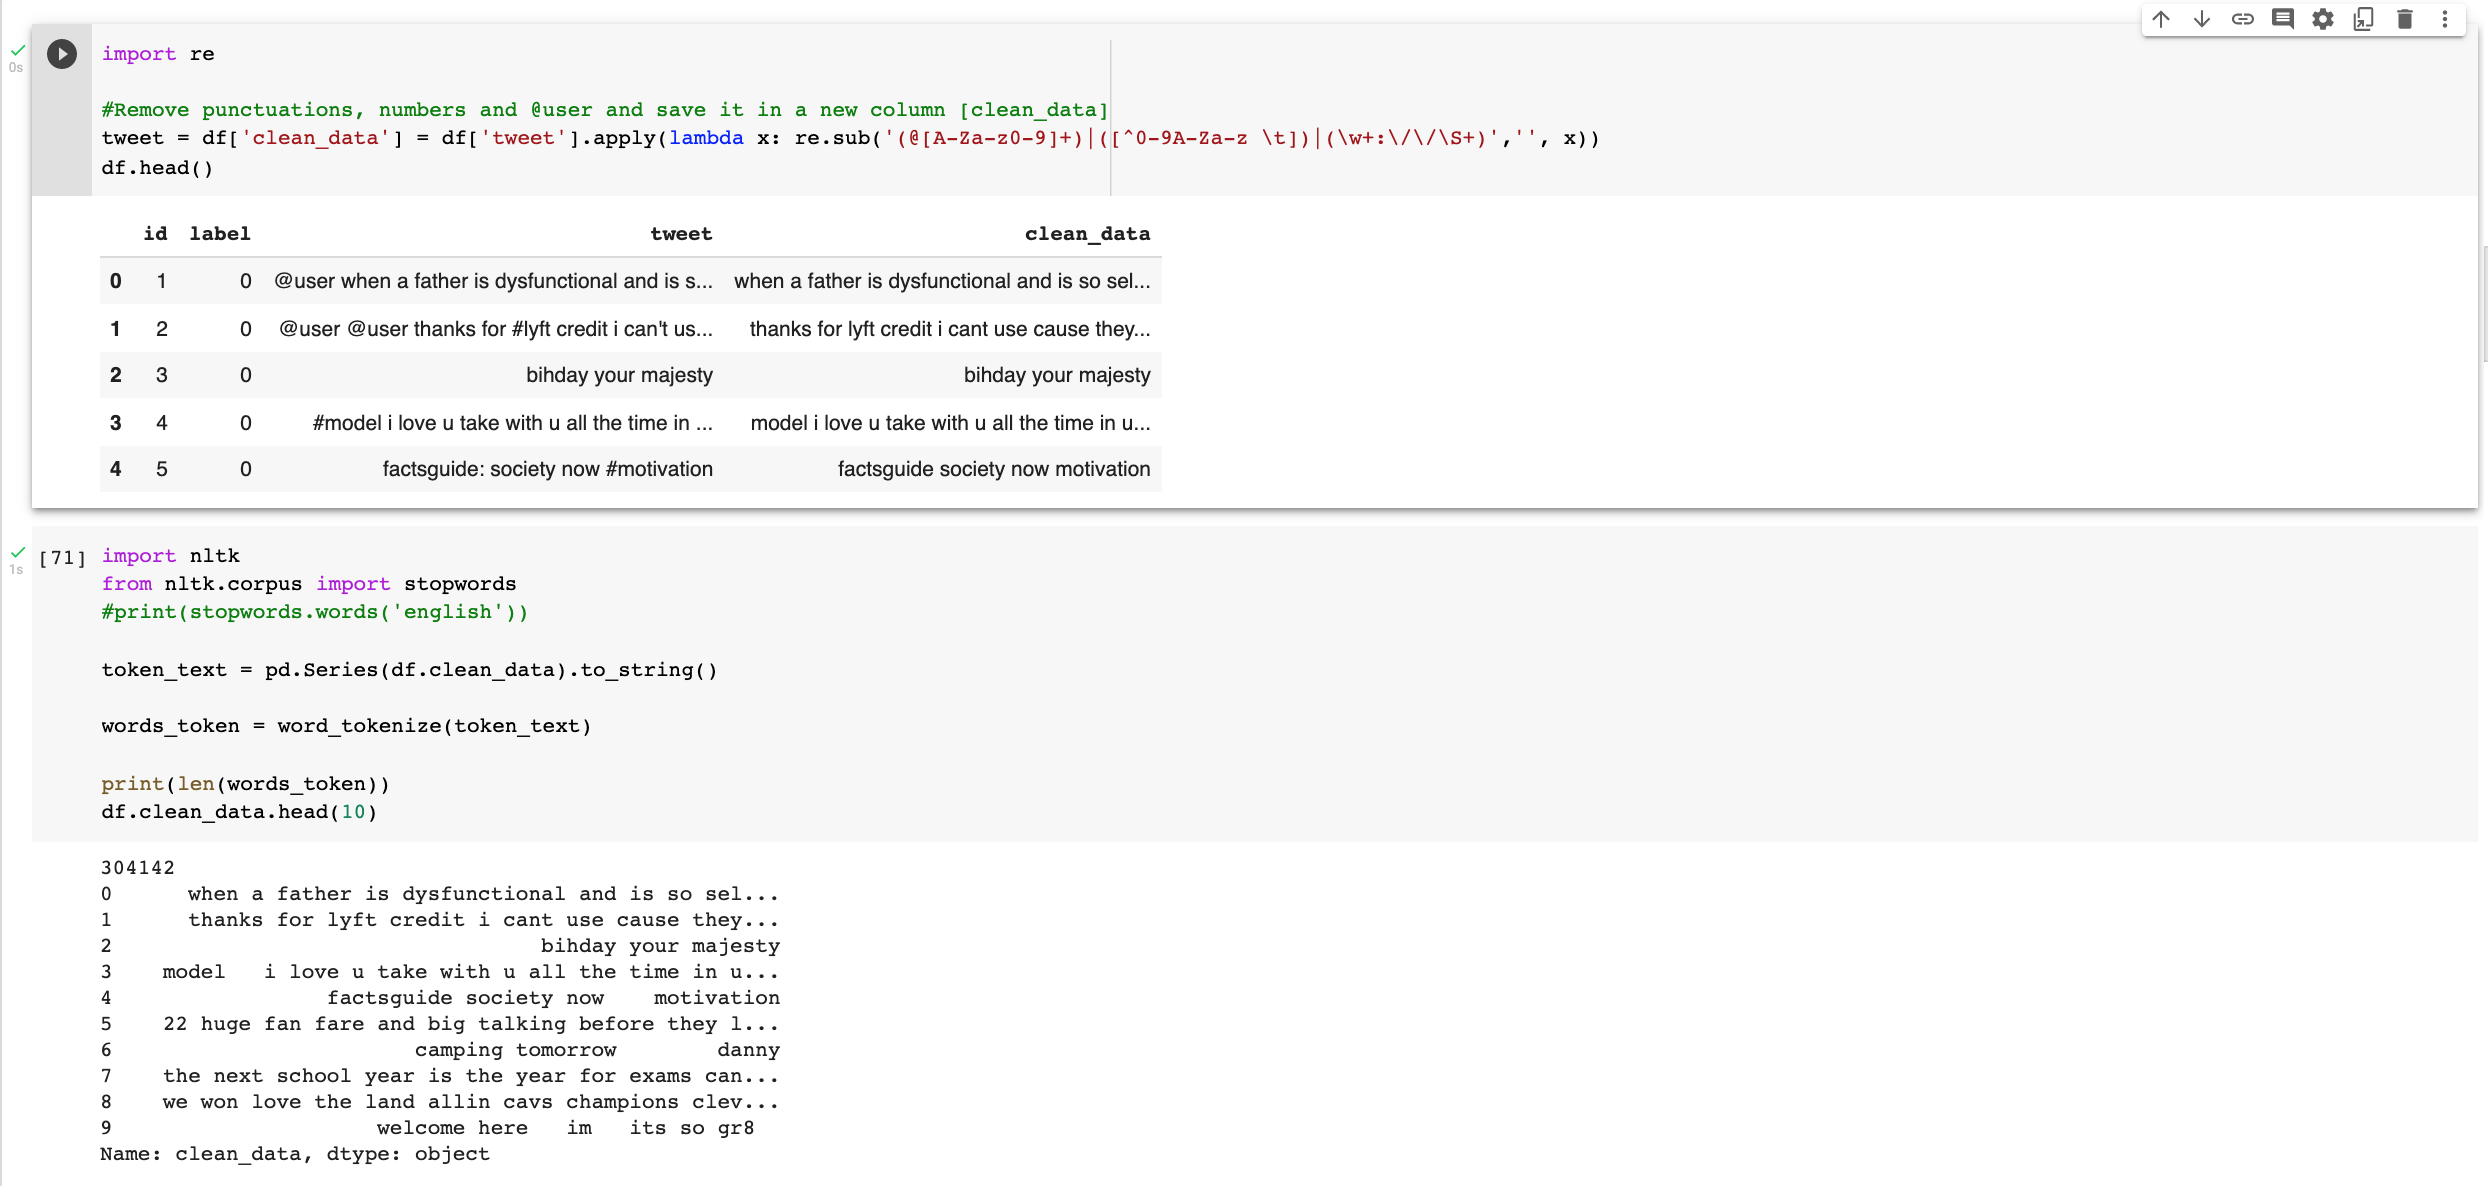 0s
import re
#Remove punctuations, numbers and @user and save it in a new column [clean_data]
tweet = df['clean_data'] = df['tweet'].apply(lambda x: re.sub('(@[A-Za-z0-9]+)|([^0-9A-Za-z \t])|(\w+:\/\/\S+)','', x))
df.head()
id label tweet clean_data
0 1 0 @user when a father is dysfunctional and is s... when a father is dysfunctional and is so sel...
1 2 0 @user @user thanks for #lyft credit i can't us... thanks for lyft credit i cant use cause they...
2 3 0 bihday your majesty bihday your majesty
3 4 0 #model i love u take with u all the time in ... model i love u take with u all the time in u...
4 5 0 factsguide: society now #motivation factsguide society now motivation
1s
[71] import nltk
from nltk.corpus import stopwords
#print(stopwords.words('english'))
token_text = pd.Series(df.clean_data).to_string()
words_token = word_tokenize(token_text)
print(len(words_token))
df.clean_data.head(10)
304142
0 when a father is dysfunctional and is so sel...
1 thanks for lyft credit i cant use cause they...
2 bihday your majesty
3 model i love u take with u all the time in u...
4 factsguide society now motivation
5 22 huge fan fare and big talking before they l...
6 camping tomorrow danny
7 the next school year is the year for exams can...
8 we won love the land allin cavs champions clev...
9 welcome here im its so gr8
Name: clean_data, dtype: object